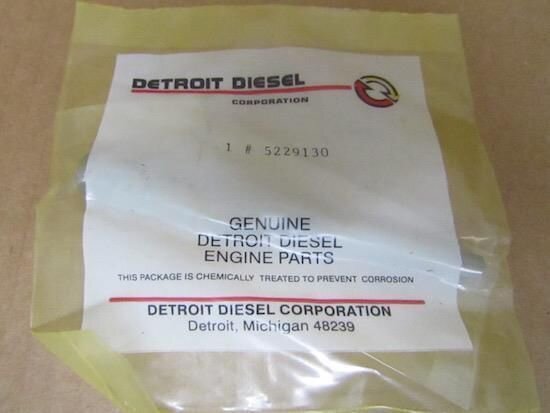 DETROIT DIESEL
CORPORATION
1 # 5229130
GENUINE
DETROIT DIESEL
ENGINE PARTS
THIS PACKAGE IS CHEMICALLY TREATED TO PREVENT CORROSION
DETROIT DIESEL CORPORATION
Detroit, Michigan 48239